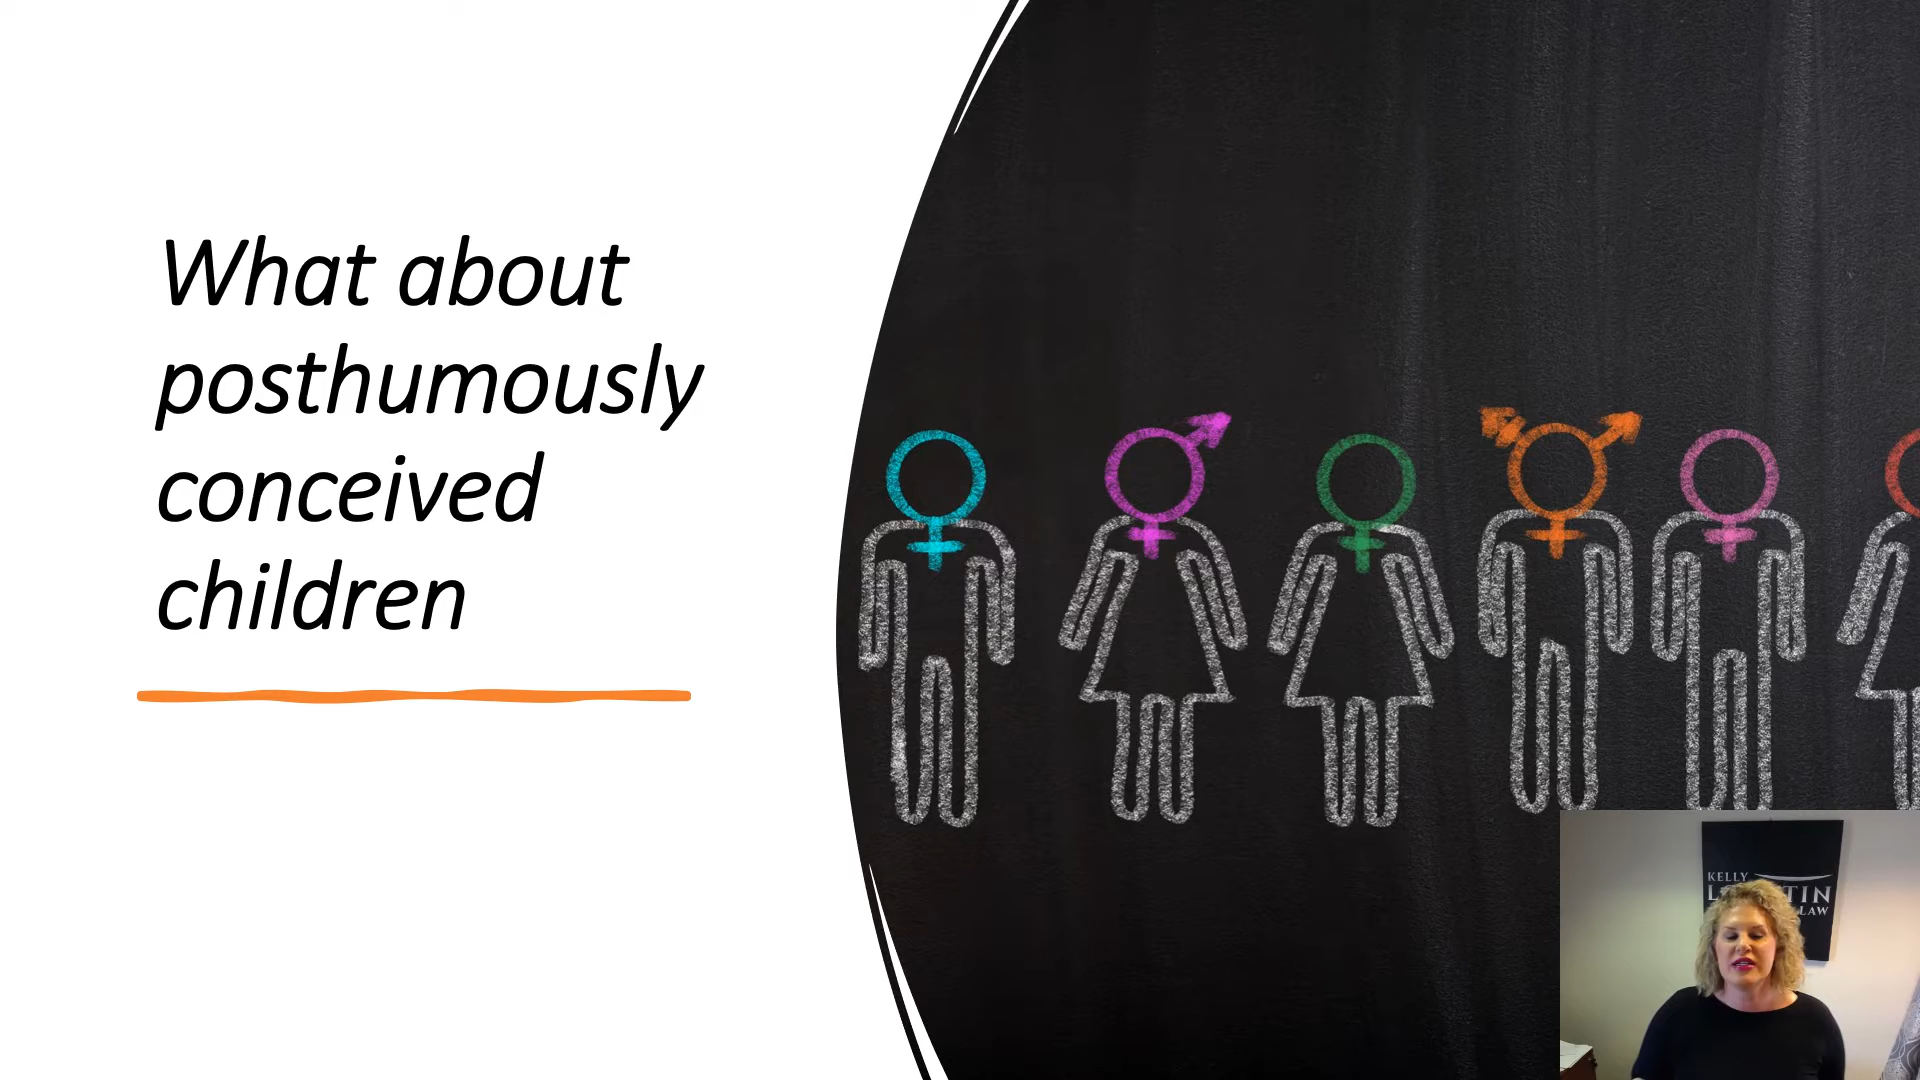 What about
posthumously
conceived
children
KELLY
LAW